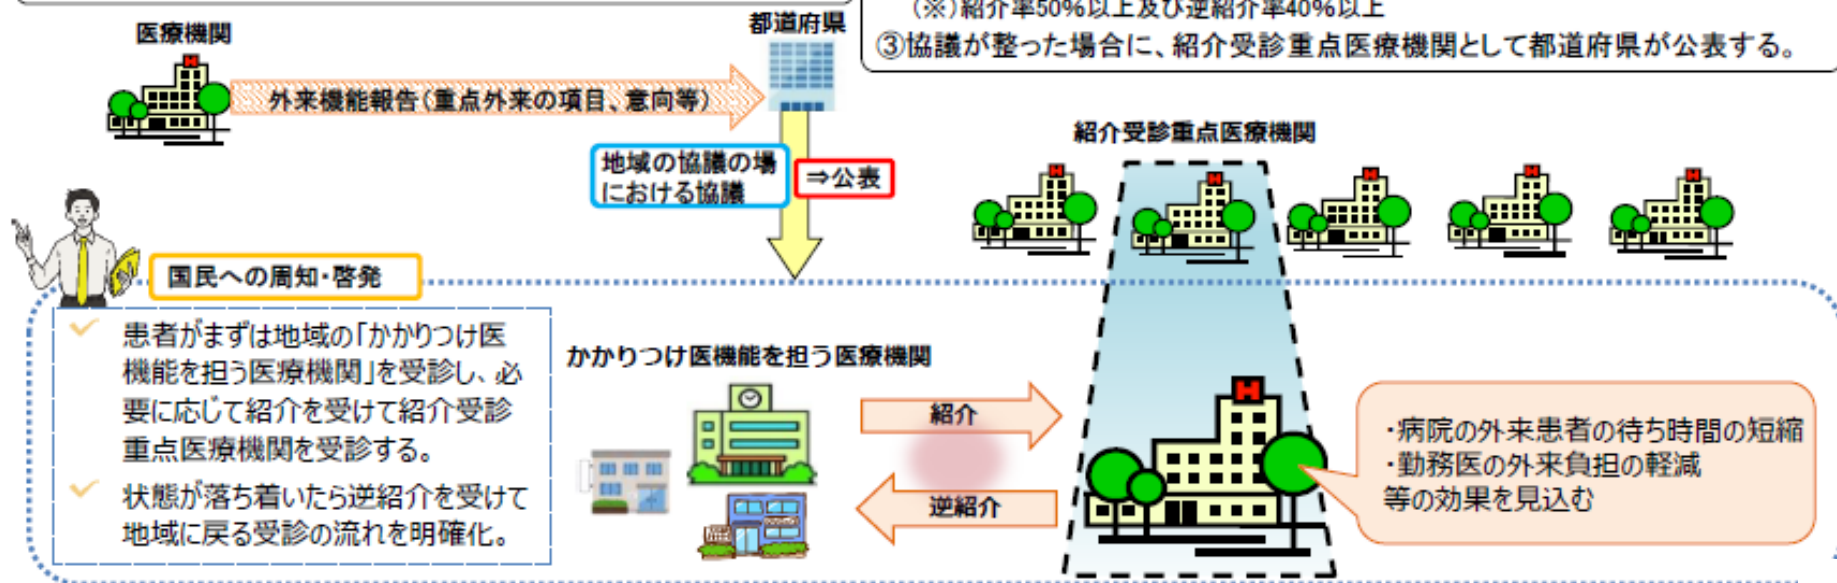 (※)紹介率50%以上及び逆紹介率40%以上
③協議が整った場合に、紹介受診重点医療機関として都道府県が公表する。
医療機関
都道府県
外来機能報告(重点外来の項目、意向等)
地域の協議の場
における協議
⇒公表
紹介受診重点医療機関
国民への周知・啓発
患者がまずは地域の「かかりつけ医
機能を担う医療機関」を受診し、必
要に応じて紹介を受けて紹介受診
重点医療機関を受診する。
状態が落ち着いたら逆紹介を受けて
地域に戻る受診の流れを明確化。
かかりつけ医機能を担う医療機関
紹介
逆紹介
・病院の外来患者の待ち時間の短縮
・勤務医の外来負担の軽減
等の効果を見込む